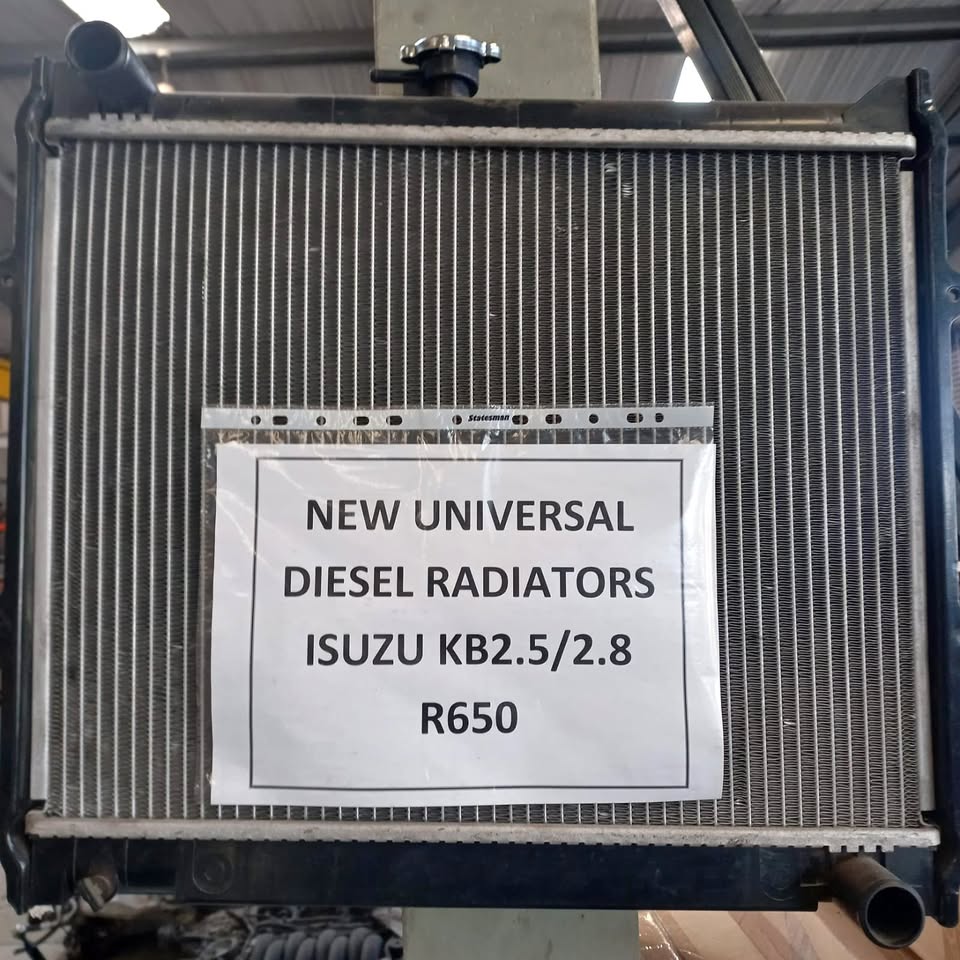 Statesman
NEW UNIVERSAL
DIESEL RADIATORS
ISUZU KB2.5/2.8
R650